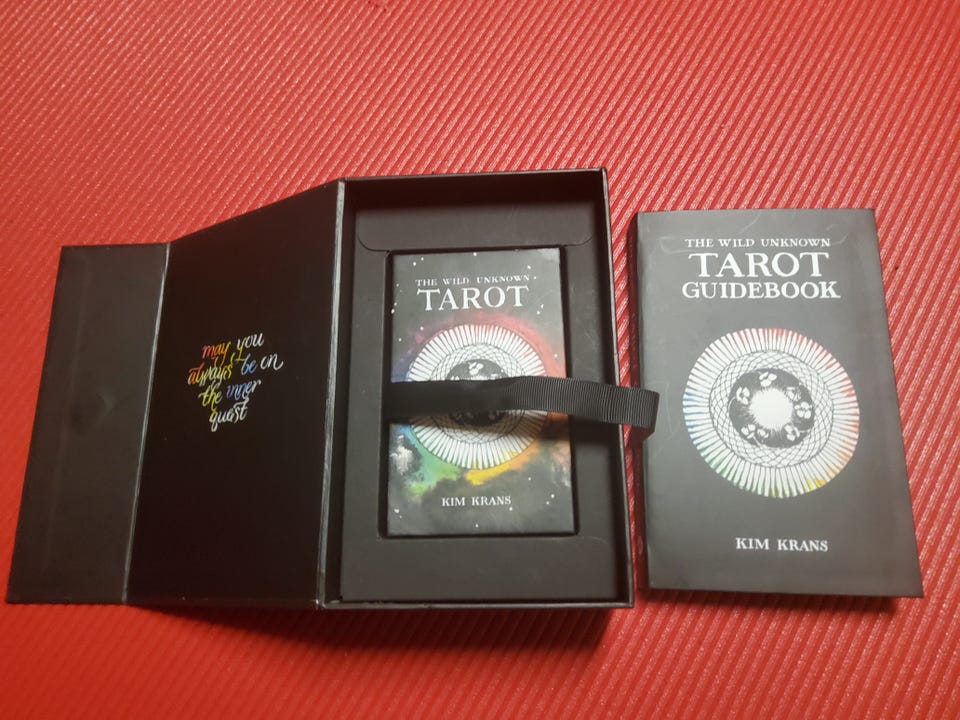 may you
always be on
the inner
quest
THE WILD UNKNOWN
TAROT
KIM KRANS
THE WILD UNKNOWN
TAROT
GUIDEBOOK
KIM KRANS